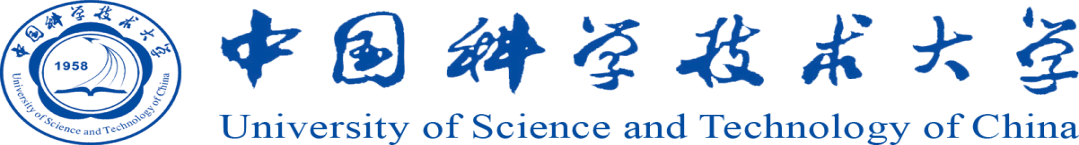 中国科学技术大学
1958
University of Science and Technology of China
中国科学技术大学
University of Science and Technology of China